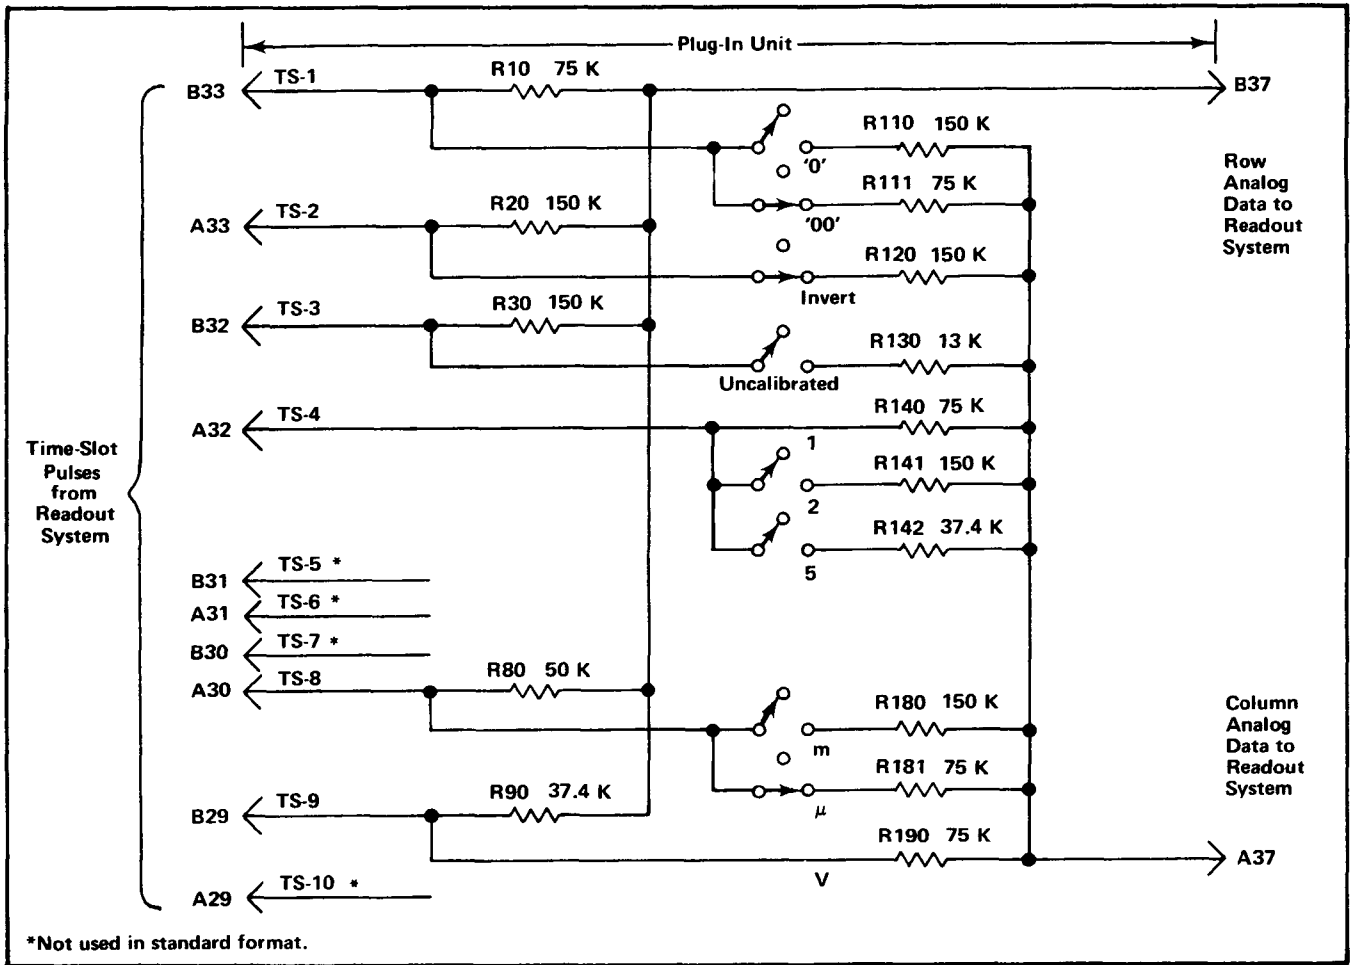 Plug-In Unit
B33 TS-1 R10 75 K B37
R110 150 K
'0'
Row
Analog
Data to
Readout
System
R111 75 K
A33 TS-2 R20 150 K
'00'
R120 150 K
Invert
B32 TS-3 R30 150 K
R130 13 K
Uncalibrated
A32 TS-4 R140 75 K
1
R141 150 K
2
R142 37.4 K
5
Time-Slot
Pulses
from
Readout
System
B31 TS-5 *
A31 TS-6 *
B30 TS-7 *
A30 TS-8 R80 50 K
R180 150 K
m
Column
Analog
Data to
Readout
System
R181 75 K
µ
B29 TS-9 R90 37.4 K
R190 75 K
V
A37
A29 TS-10 *
*Not used in standard format.